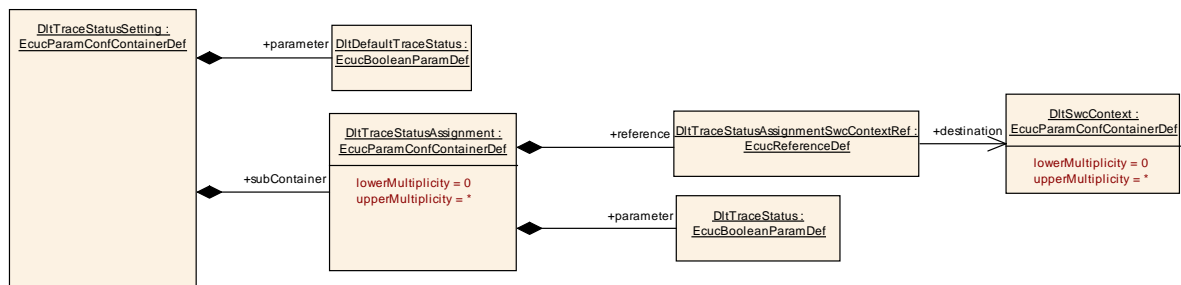 DltTraceStatusSetting :
EcucParamConfContainerDef
+parameter
DltDefaultTraceStatus :
EcucBooleanParamDef
+subContainer
DltTraceStatusAssignment :
EcucParamConfContainerDef
lowerMultiplicity = 0
upperMultiplicity = *
+reference
DltTraceStatusAssignmentSwcContextRef :
EcucReferenceDef
+destination
DltSwcContext :
EcucParamConfContainerDef
lowerMultiplicity = 0
upperMultiplicity = *
+parameter
DltTraceStatus :
EcucBooleanParamDef